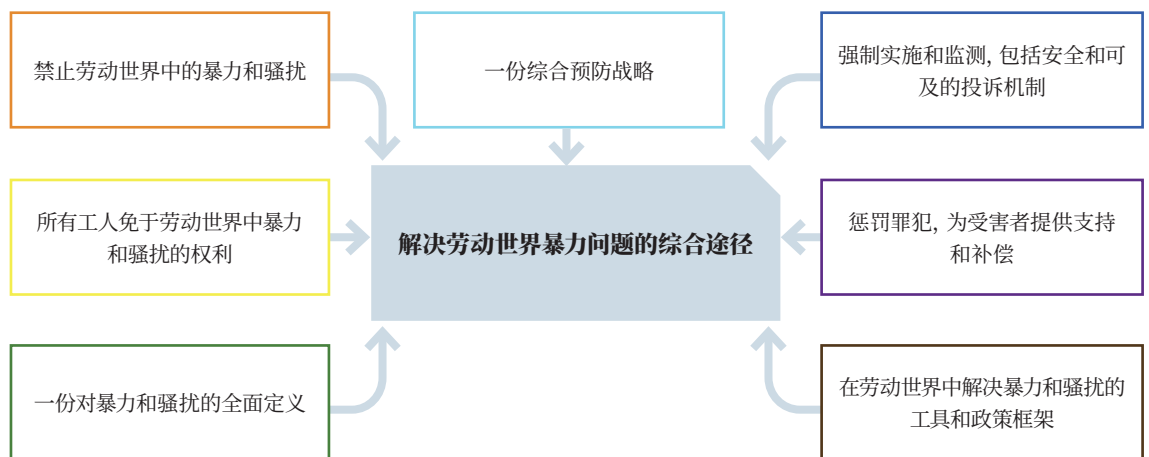 禁止劳动世界中的暴力和骚扰
一份综合预防战略
强制实施和监测, 包括安全和可
及的投诉机制
所有工人免于劳动世界中暴力
和骚扰的权利
解决劳动世界暴力问题的综合途径
惩罚罪犯, 为受害者提供支持
和补偿
一份对暴力和骚扰的全面定义
在劳动世界中解决暴力和骚扰的
工具和政策框架